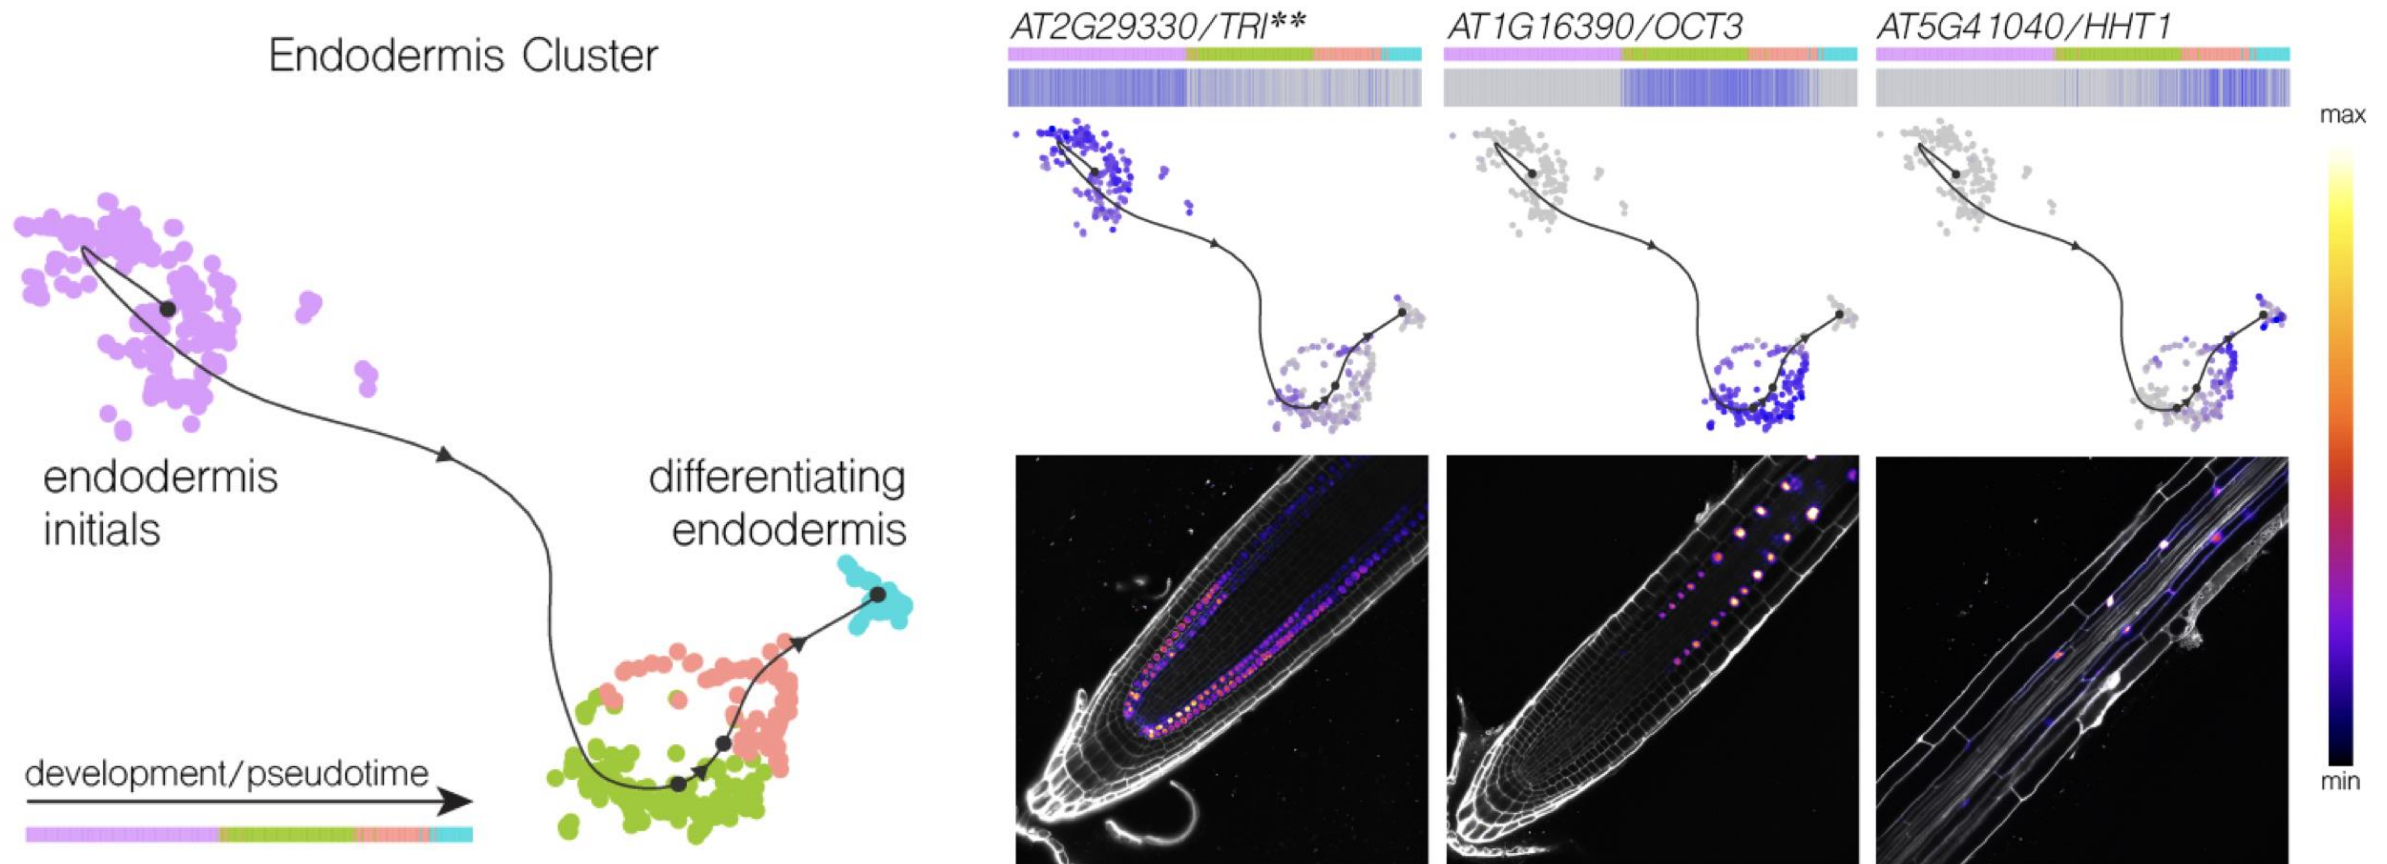 Endodermis Cluster
endodermis
initials
differentiating
endodermis
development/pseudotime
AT2G29330/TRI**
AT1G16390/OCT3
AT5G41040/HHT1
max
min